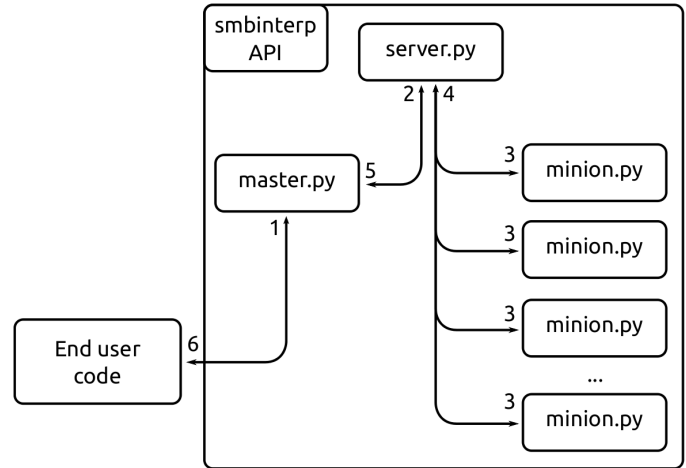 smbinterp
API
server.py
2
4
3
minion.py
master.py
5
1
3
minion.py
3
minion.py
End user
code
6
...
3
minion.py